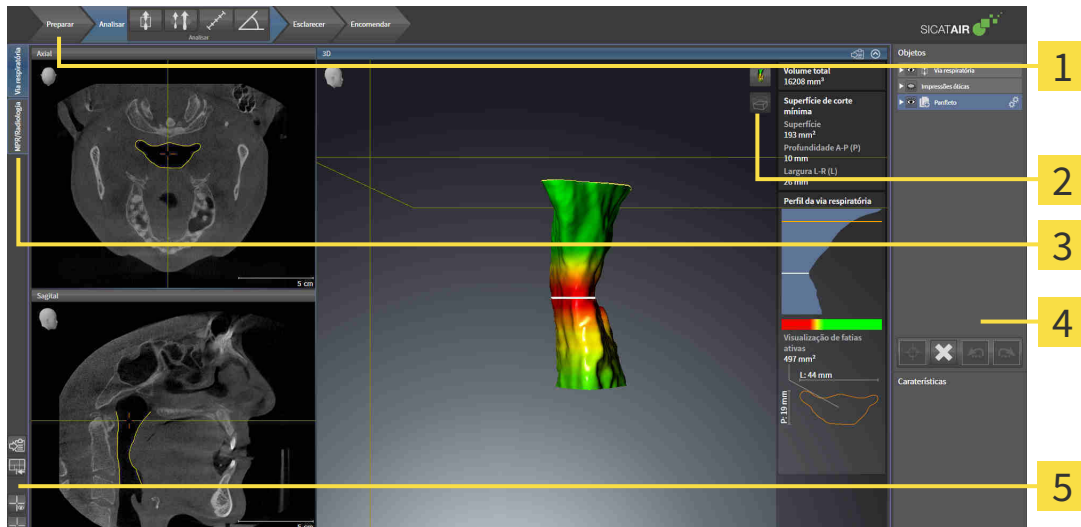 Preparar
Analisar
Analisar
Esclarecer
Encomendar
SICATAIR
Via respiratória
MPR/Radiologia
Axial
5 cm
Sagital
5 cm
3D
Volume total
16208 mm³
Superfície de corte
mínima
Superfície
193 mm²
Profundidade A-P (P)
10 mm
Largura L-R (L)
26 mm
Perfil da via respiratória
Visualização de fatias
ativas
497 mm²
L: 44 mm
P: 19 mm
Objetos
Via respiratória
Impressões óticas
Panfleto
Caraterísticas
1
2
3
4
5